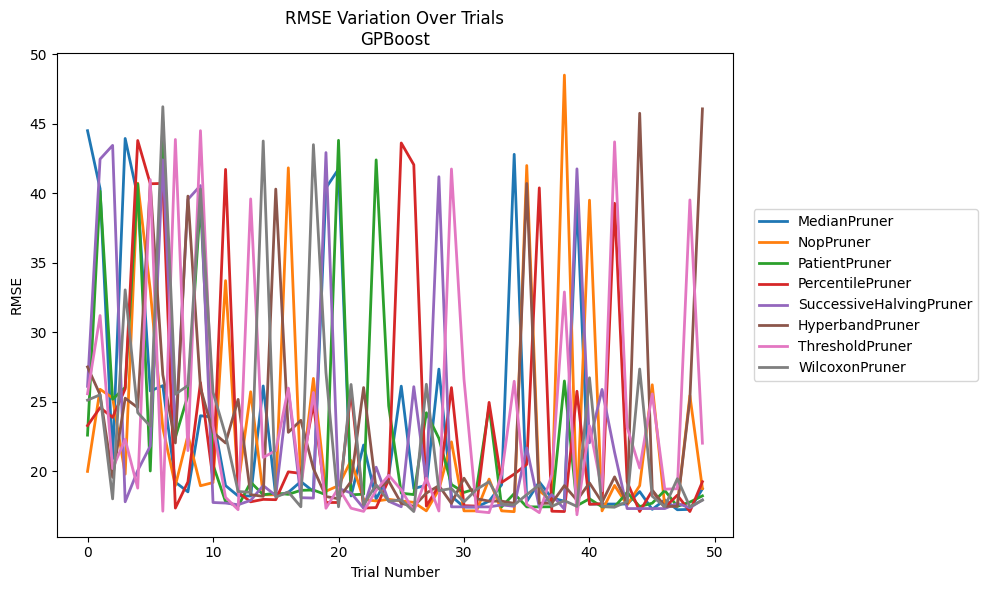 RMSE Variation Over Trials
GPBoost
RMSE
50
45
40
35
30
25
20
0
10
20
30
40
50
Trial Number
MedianPruner
NopPruner
PatientPruner
PercentilePruner
SuccessiveHalvingPruner
HyperbandPruner
ThresholdPruner
WilcoxonPruner